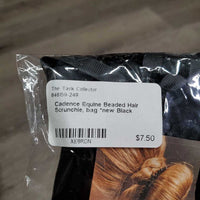 The Tack Collector
Cadence Equine Beaded Hair
Scrunchie, bag *new Black
$7.50